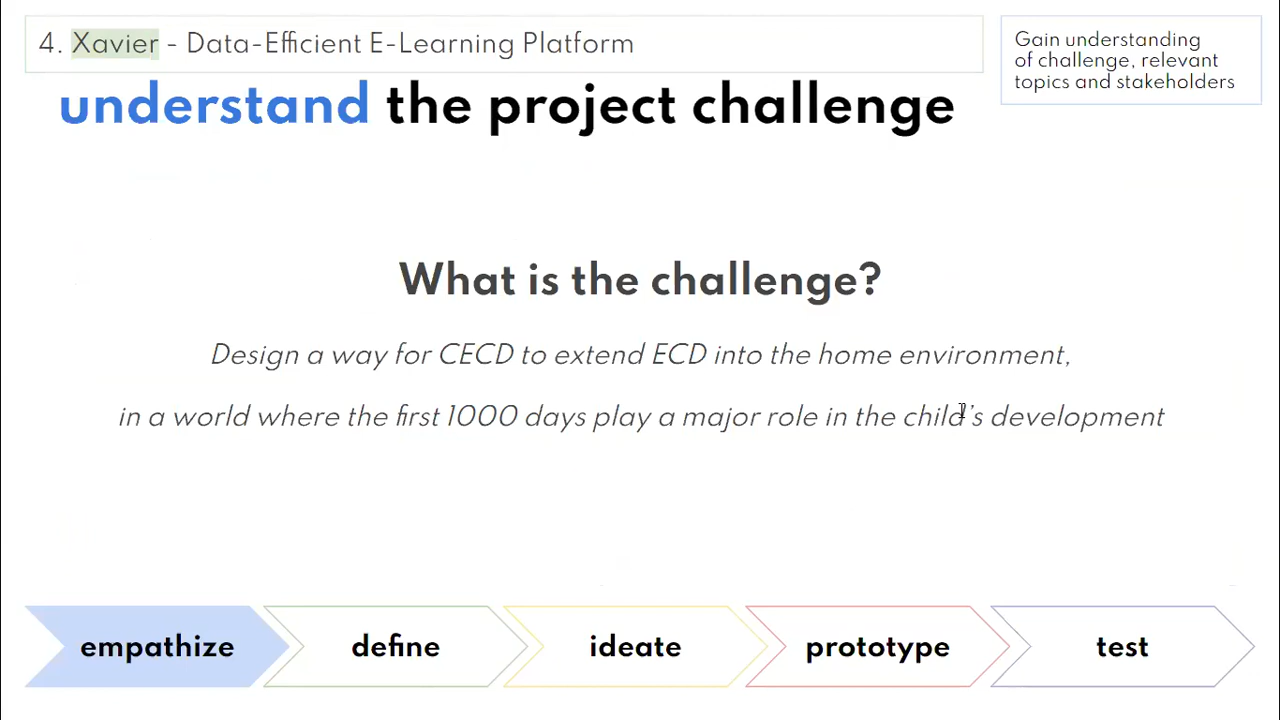 4. Xavier - Data-Efficient E-Learning Platform
Gain understanding
of challenge, relevant
topics and stakeholders
understand the project challenge
What is the challenge?
Design a way for CECD to extend ECD into the home environment,
in a world where the first 1000 days play a major role in the child's development
empathize
define
ideate
prototype
test